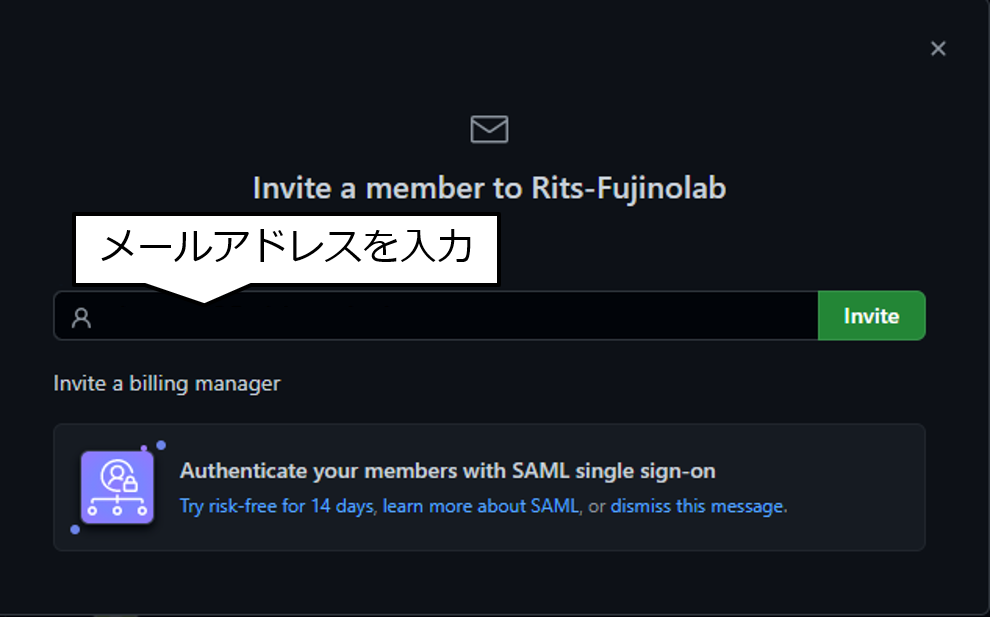 Invite a member to Rits-Fujinolab
メールアドレスを入力
Invite
Invite a billing manager
Authenticate your members with SAML single sign-on
Try risk-free for 14 days, learn more about SAML, or dismiss this message.